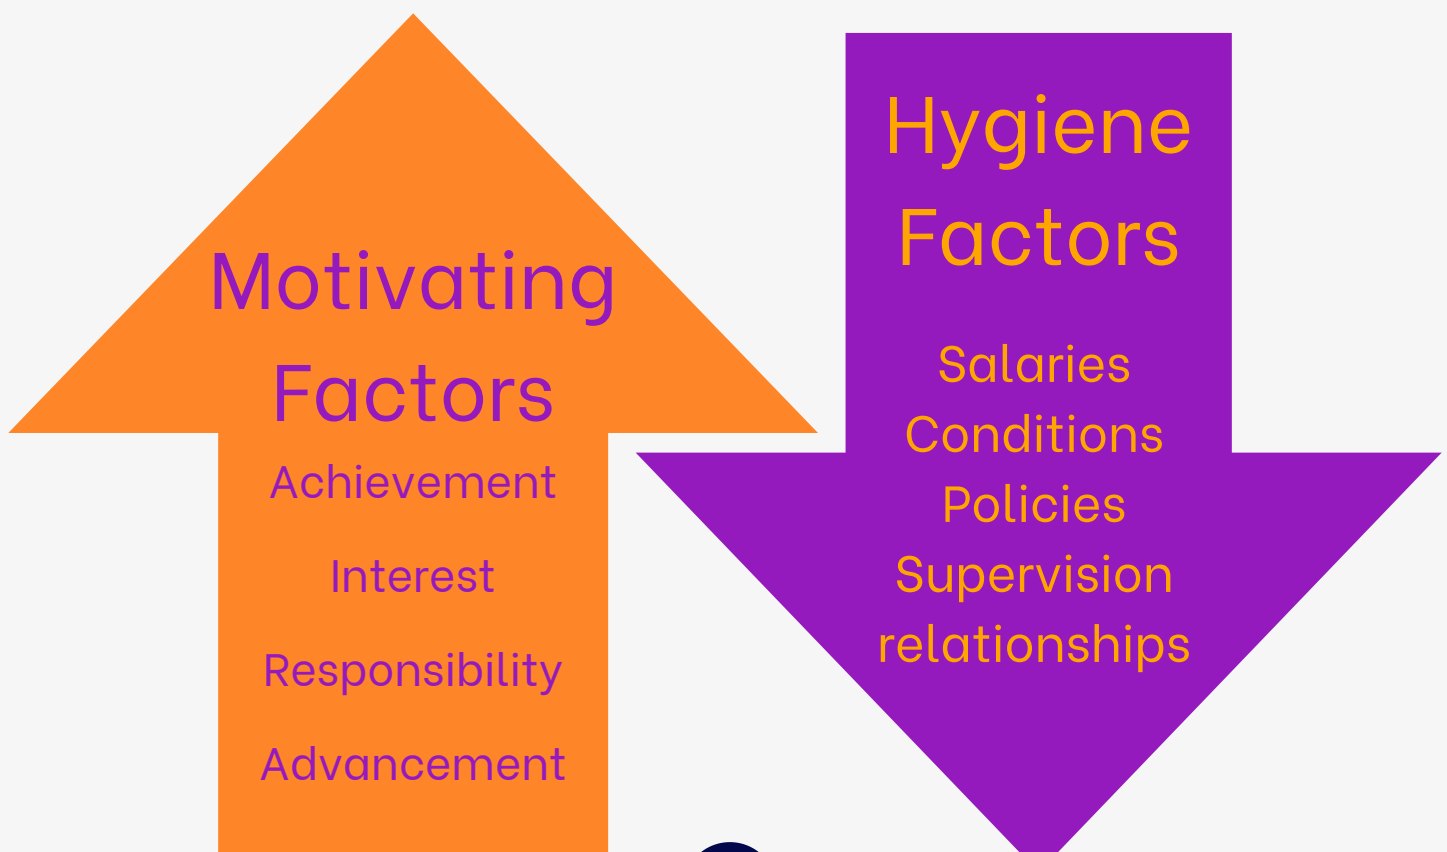 Motivating
Factors
Achievement
Interest
Responsibility
Advancement
Hygiene
Factors
Salaries
Conditions
Policies
Supervision
relationships